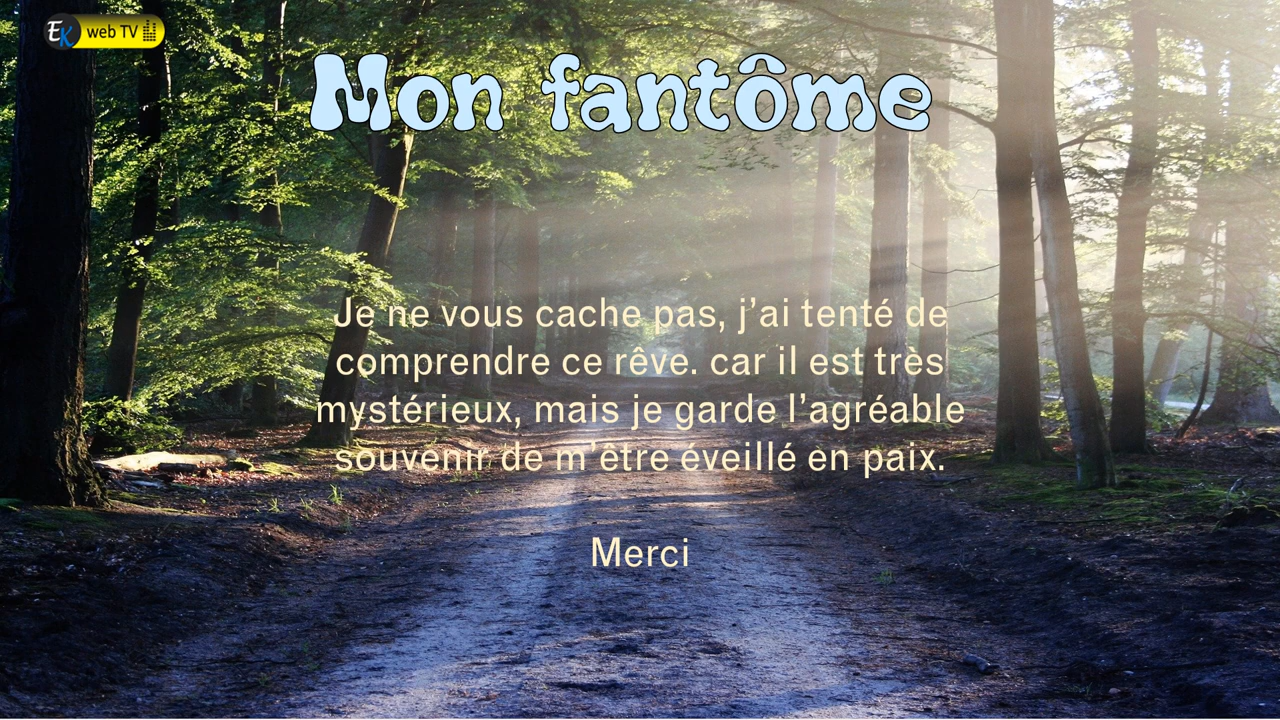 EK web TV
Mon fantôme
Je ne vous cache pas, j’ai tenté de
comprendre ce rêve. car il est très
mystérieux, mais je garde l’agréable
souvenir de m’être éveillé en paix.
Merci